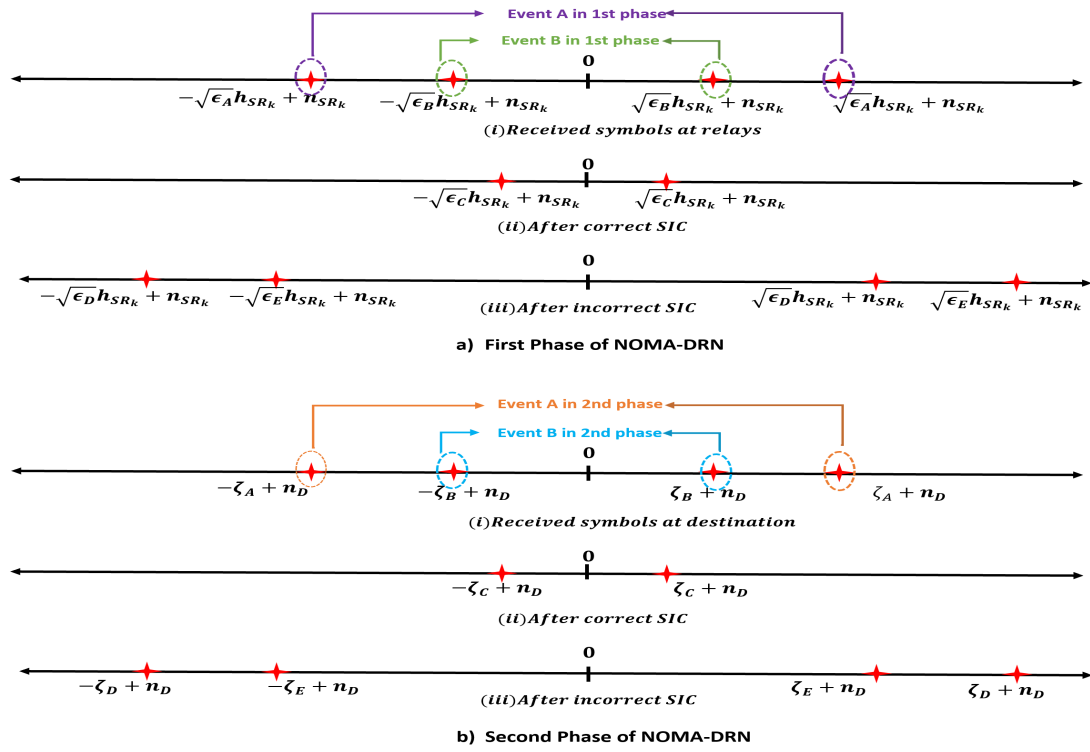 Event A in 1st phase
Event B in 1st phase
0
−√ϵ_A h_{SR_k} + n_{SR_k} −√ϵ_B h_{SR_k} + n_{SR_k} √ϵ_B h_{SR_k} + n_{SR_k} √ϵ_A h_{SR_k} + n_{SR_k}
(i)Received symbols at relays
0
−√ϵ_C h_{SR_k} + n_{SR_k} √ϵ_C h_{SR_k} + n_{SR_k}
(ii)After correct SIC
0
−√ϵ_D h_{SR_k} + n_{SR_k} −√ϵ_E h_{SR_k} + n_{SR_k} √ϵ_D h_{SR_k} + n_{SR_k} √ϵ_E h_{SR_k} + n_{SR_k}
(iii)After incorrect SIC
a) First Phase of NOMA-DRN
Event A in 2nd phase
Event B in 2nd phase
0
−ζ_A + n_D −ζ_B + n_D ζ_B + n_D ζ_A + n_D
(i)Received symbols at destination
0
−ζ_C + n_D ζ_C + n_D
(ii)After correct SIC
0
−ζ_D + n_D −ζ_E + n_D ζ_E + n_D ζ_D + n_D
(iii)After incorrect SIC
b) Second Phase of NOMA-DRN